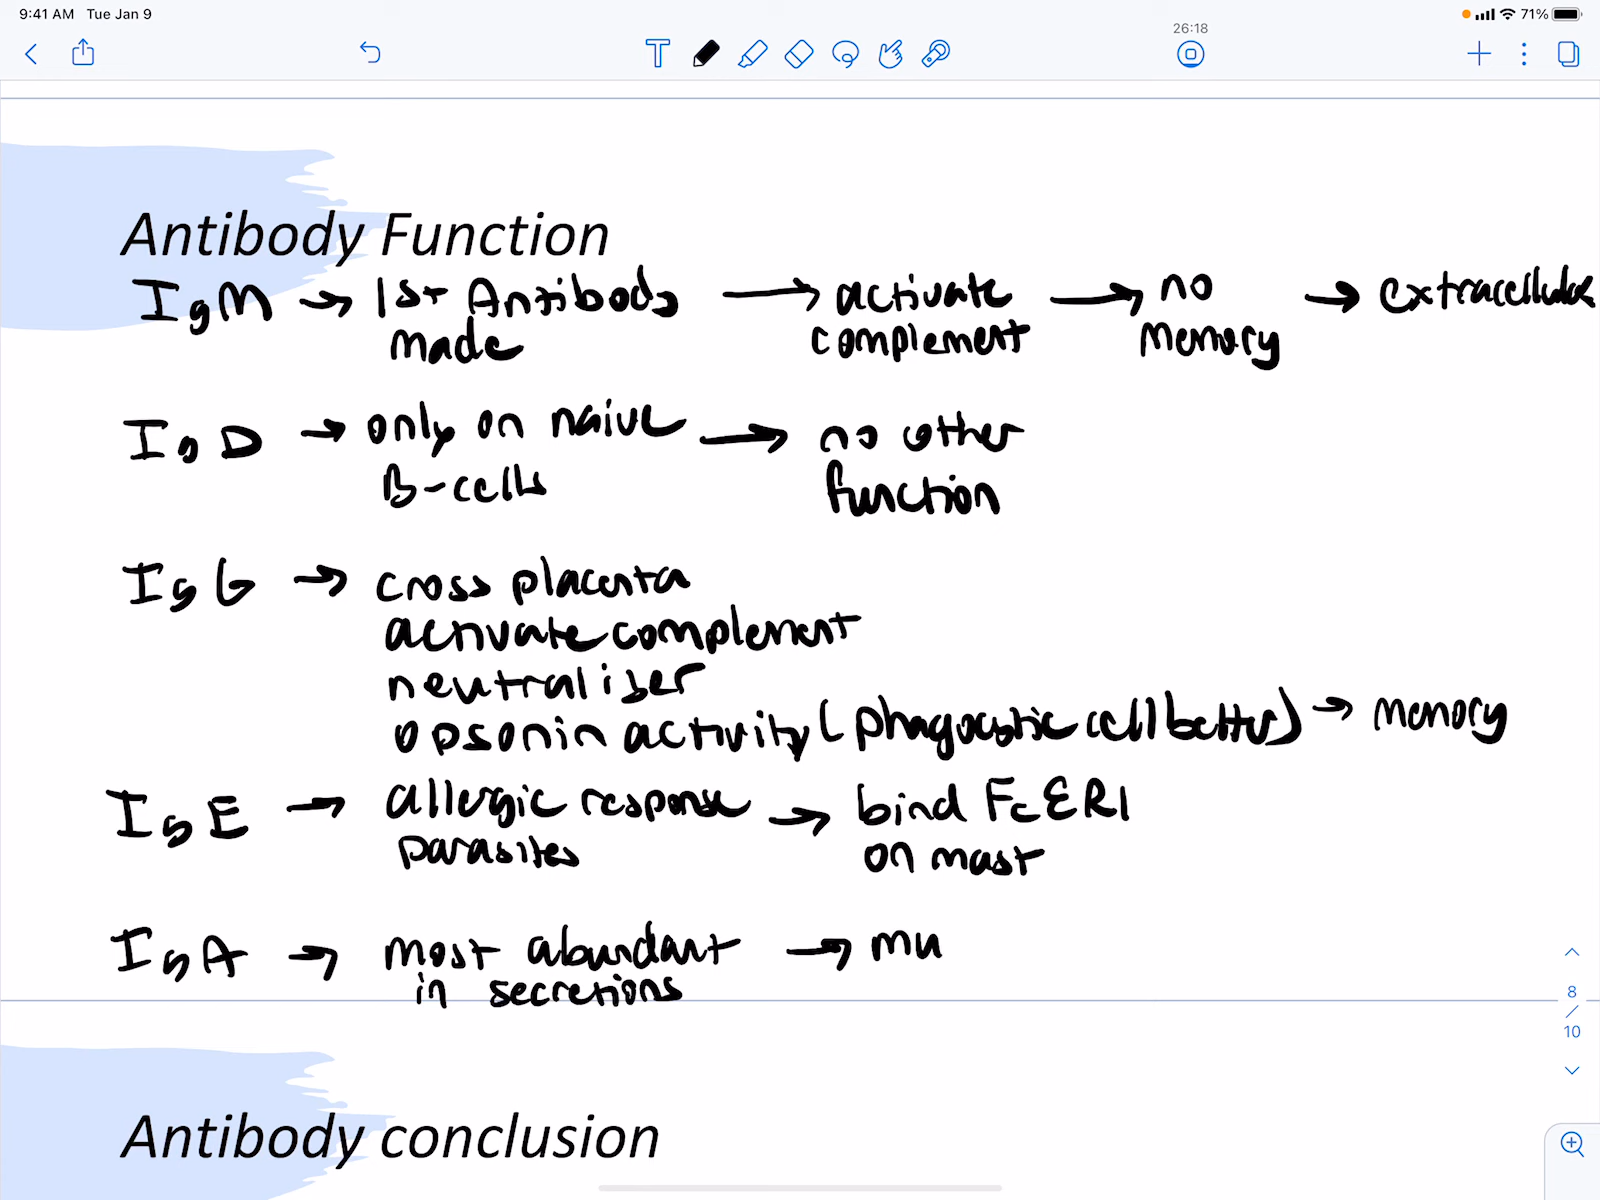 9:41 AM Tue Jan 9
71%
26:18
Antibody Function
IgM → 1st Antibody made → activate complement → no memory → extracellular
IgD → only on naive B-cells → no other function
IgG → cross placenta
activate complement
neutralizer
opsonin activity (phagocytic cell better) → memory
IgE → allergic response parasites → bind FcERI on mast
IgA → most abundant in secretions → mu
8
/
10
Antibody conclusion